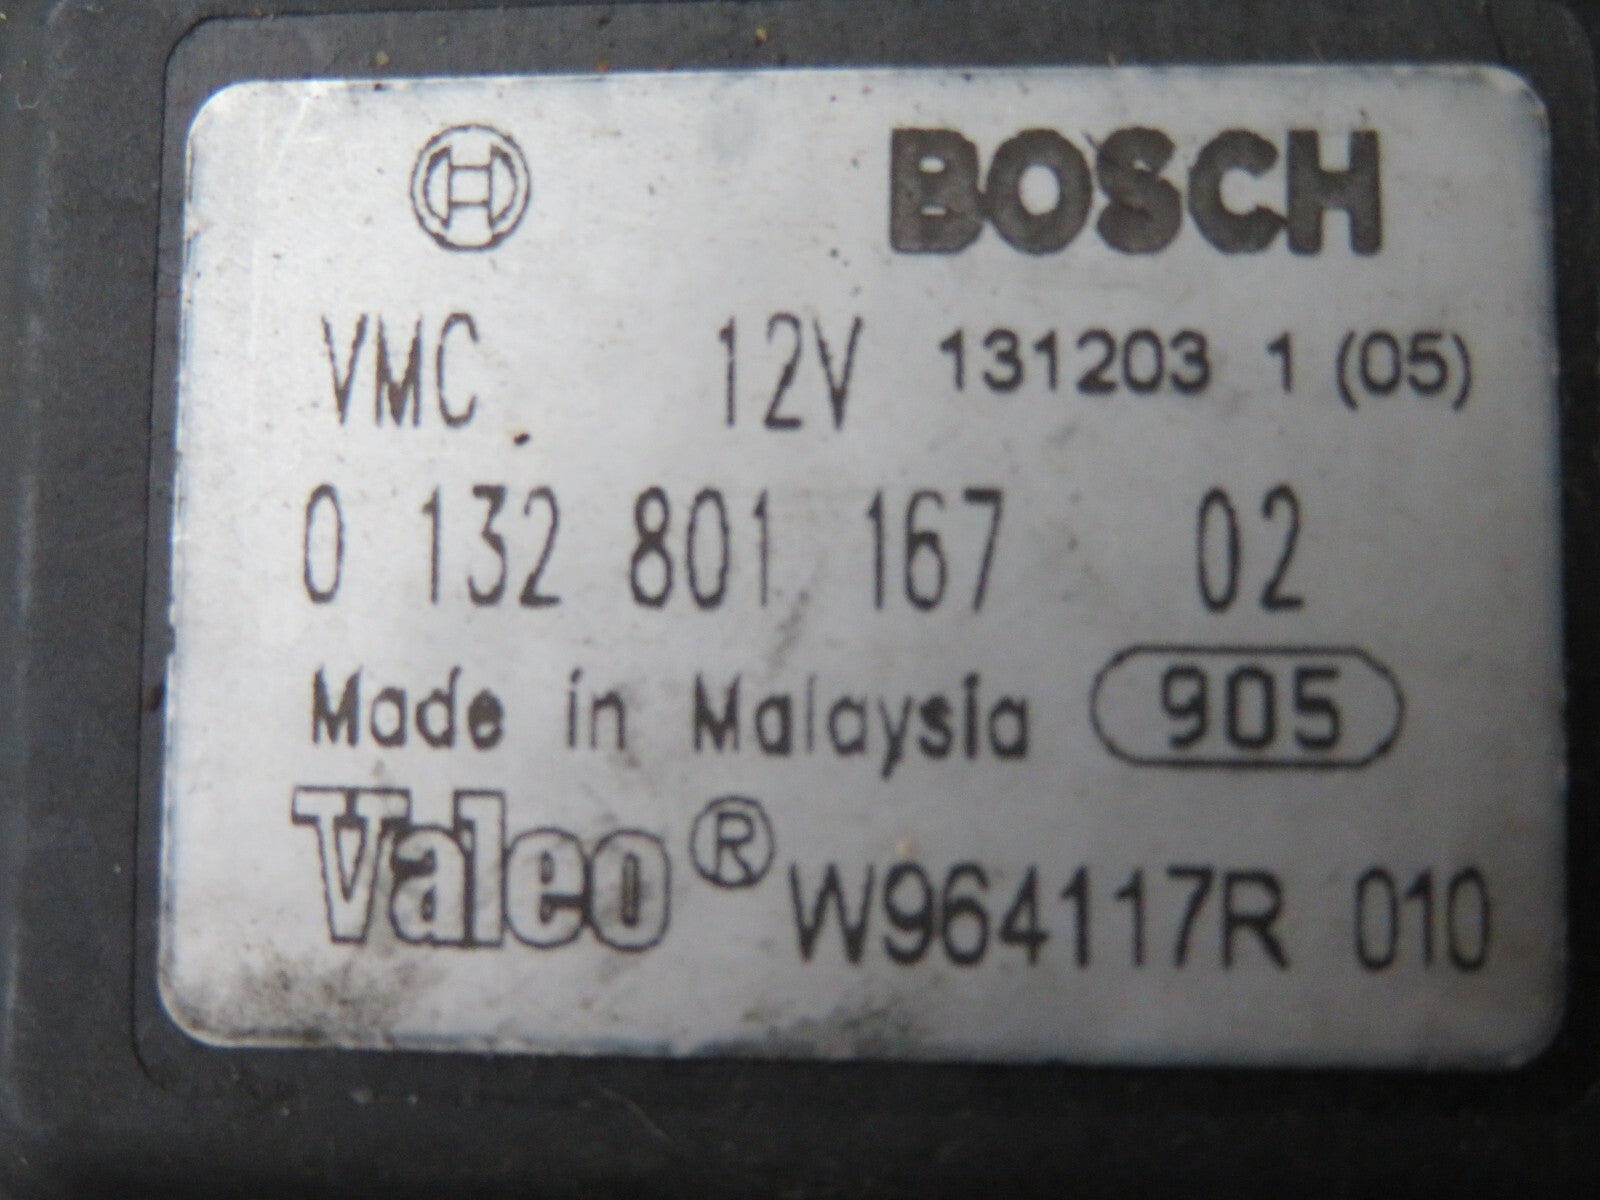 BOSCH
VMC 12V 131203 1 (05)
0 132 801 167 02
Made in Malaysia 905
Valeo® W964117R 010